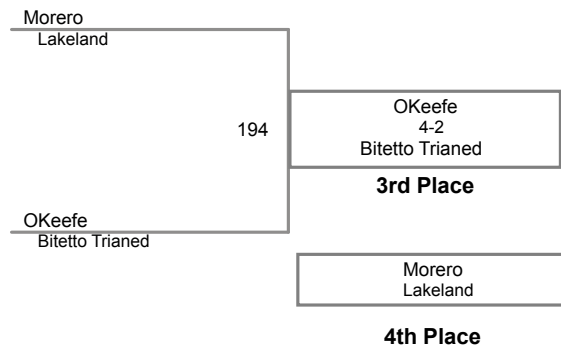 Morero
Lakeland
194
OKeefe
4-2
Bitetto Trianed
3rd Place
OKeefe
Bitetto Trianed
Morero
Lakeland
4th Place